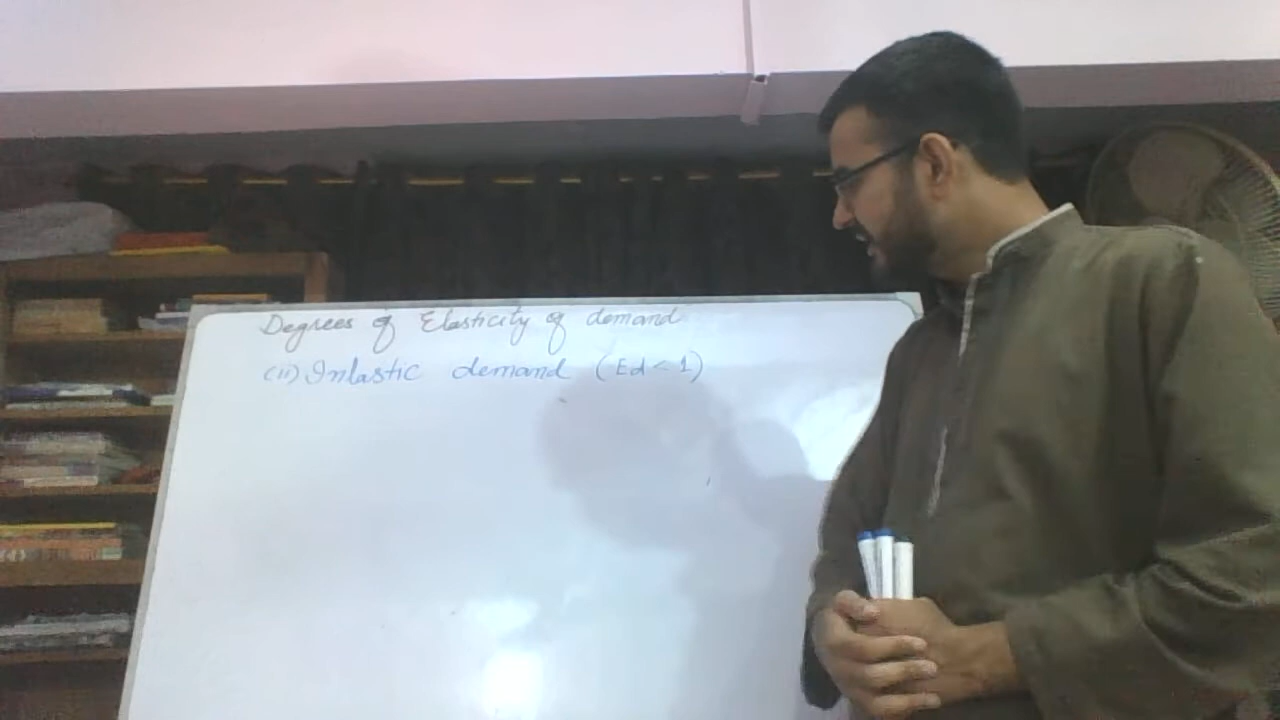 Degrees of Elasticity of demand
(ii) Inlastic demand (Ed < 1)